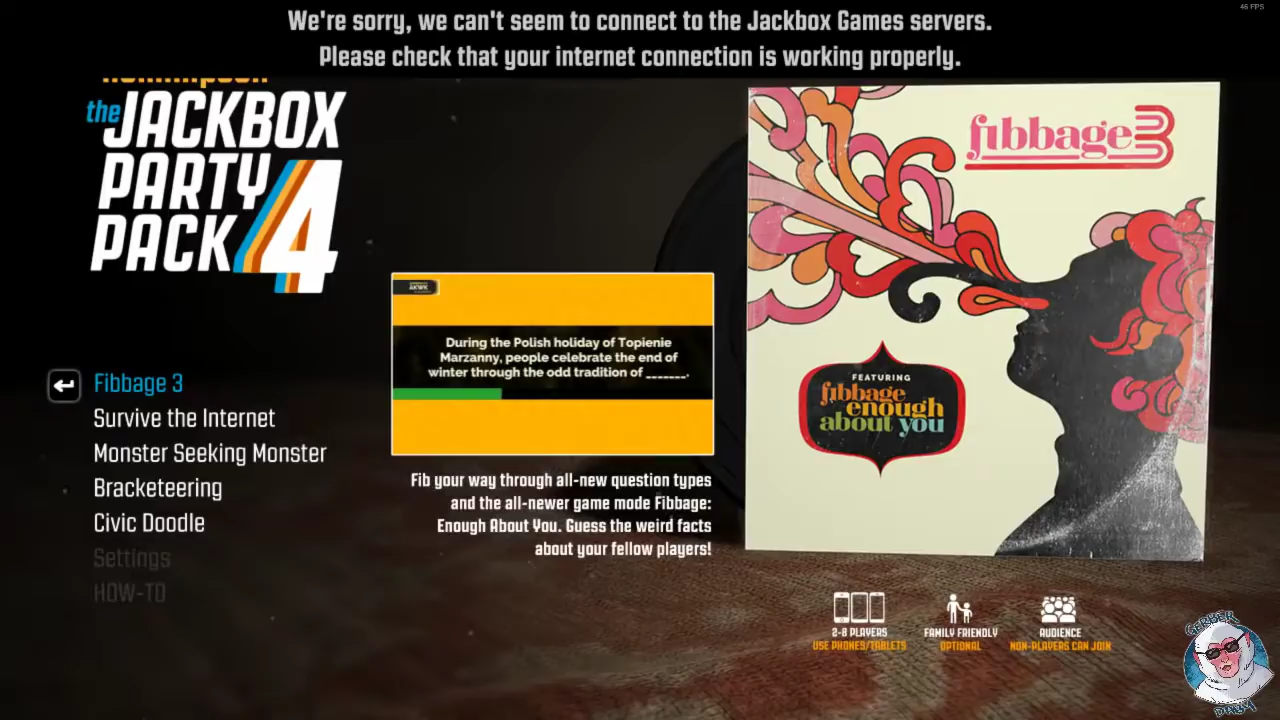 We're sorry, we can't seem to connect to the Jackbox Games servers.
Please check that your internet connection is working properly.
46 FPS
the JACKBOX
PARTY
PACK 4
Fibbage 3
Survive the Internet
Monster Seeking Monster
Bracketeering
Civic Doodle
Settings
HOW-TO
During the Polish holiday of Topienie
Marzanny, people celebrate the end of
winter through the odd tradition of _______.
Fib your way through all-new question types
and the all-newer game mode Fibbage:
Enough About You. Guess the weird facts
about your fellow players!
fibbage 3
FEATURING
fibbage
enough
about you
2-8 PLAYERS
USE PHONES/TABLETS
FAMILY FRIENDLY
OPTIONAL
AUDIENCE
NON-PLAYERS CAN JOIN
GERBER